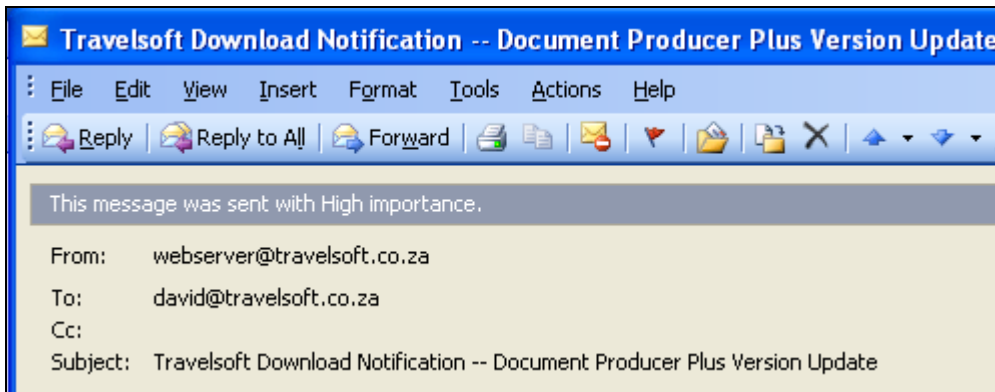 Travelsoft Download Notification -- Document Producer Plus Version Update
File Edit View Insert Format Tools Actions Help
Reply Reply to All Forward
This message was sent with High importance.
From: webserver@travelsoft.co.za
To: david@travelsoft.co.za
Cc:
Subject: Travelsoft Download Notification -- Document Producer Plus Version Update